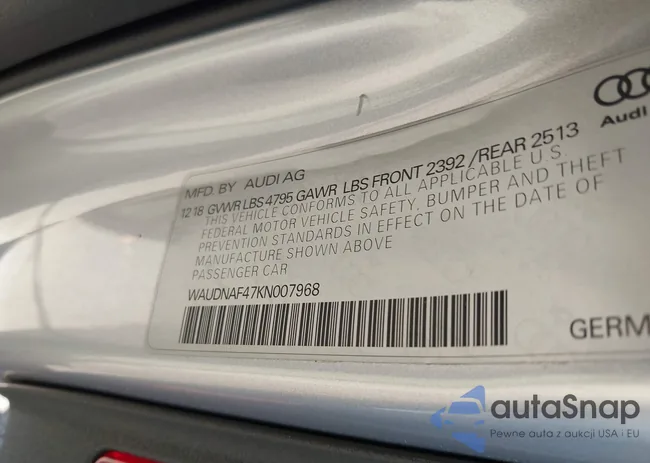 Audi
MFD. BY AUDI AG
12 18 GVWR LBS 4795 GAWR LBS FRONT 2392 /REAR 2513
THIS VEHICLE CONFORMS TO ALL APPLICABLE U.S.
FEDERAL MOTOR VEHICLE SAFETY, BUMPER AND THEFT
PREVENTION STANDARDS IN EFFECT ON THE DATE OF
MANUFACTURE SHOWN ABOVE
PASSENGER CAR
WAUDNAF47KN007968
GERM
autaSnap
Pewne auta z aukcji USA i EU